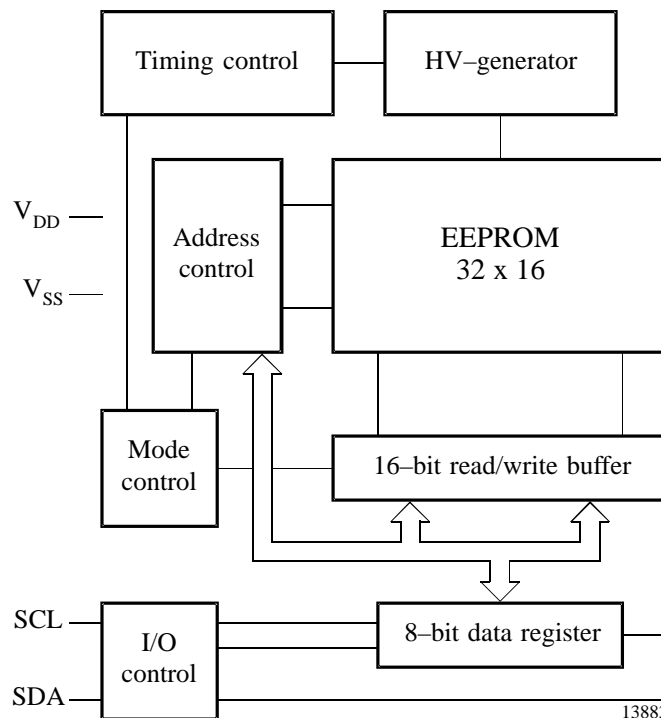 Timing control
HV–generator
V_DD
V_SS
Address
control
EEPROM
32 x 16
Mode
control
16–bit read/write buffer
SCL
SDA
I/O
control
8–bit data register